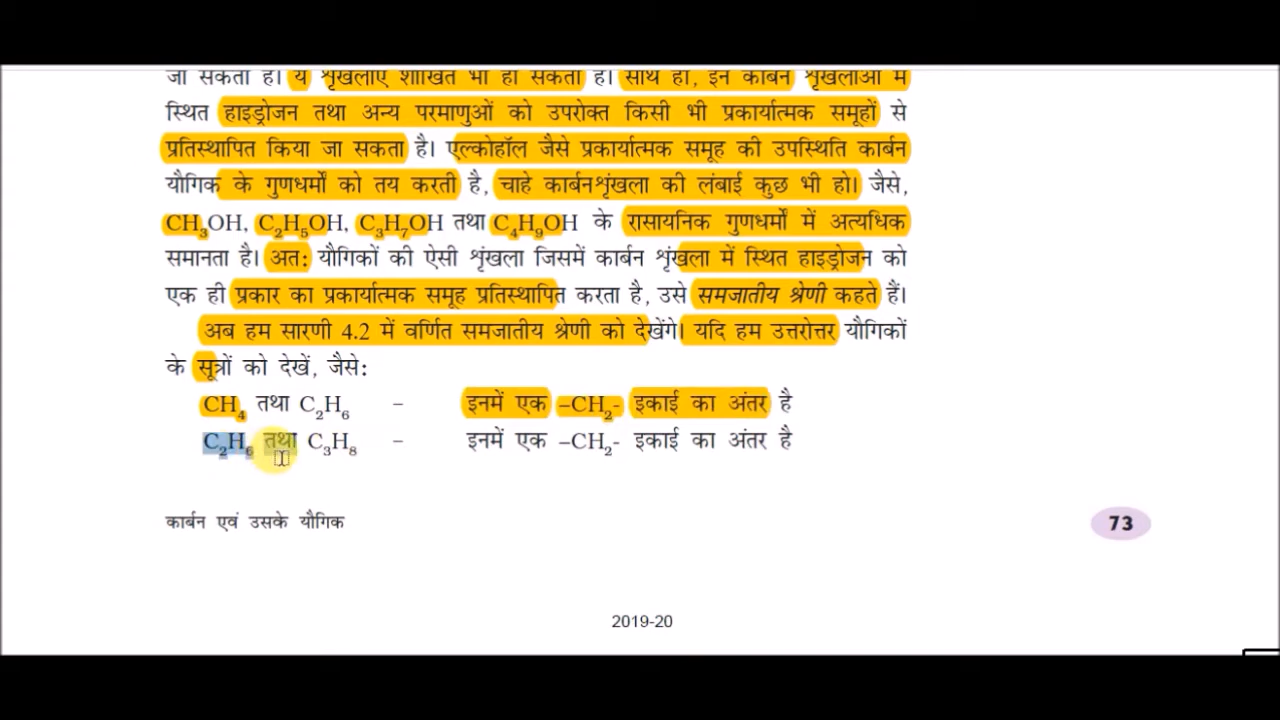 जा सकता है। ये शृंखलाएँ शाखित भी हो सकती हैं। साथ ही, इन कार्बन शृंखलाओं में
स्थित हाइड्रोजन तथा अन्य परमाणुओं को उपरोक्त किसी भी प्रकार्यात्मक समूहों से
प्रतिस्थापित किया जा सकता है। एल्कोहॉल जैसे प्रकार्यात्मक समूह की उपस्थिति कार्बन
यौगिक के गुणधर्मों को तय करती है, चाहे कार्बनशृंखला की लंबाई कुछ भी हो। जैसे,
CH₃OH, C₂H₅OH, C₃H₇OH तथा C₄H₉OH के रासायनिक गुणधर्मों में अत्यधिक
समानता है। अत: यौगिकों की ऐसी शृंखला जिसमें कार्बन शृंखला में स्थित हाइड्रोजन को
एक ही प्रकार का प्रकार्यात्मक समूह प्रतिस्थापित करता है, उसे समजातीय श्रेणी कहते हैं।
अब हम सारणी 4.2 में वर्णित समजातीय श्रेणी को देखेंगे। यदि हम उत्तरोत्तर यौगिकों
के सूत्रों को देखें, जैसे:
CH₄ तथा C₂H₆ – इनमें एक –CH₂- इकाई का अंतर है
C₂H₆ तथा C₃H₈ – इनमें एक –CH₂- इकाई का अंतर है
कार्बन एवं उसके यौगिक 73
2019-20